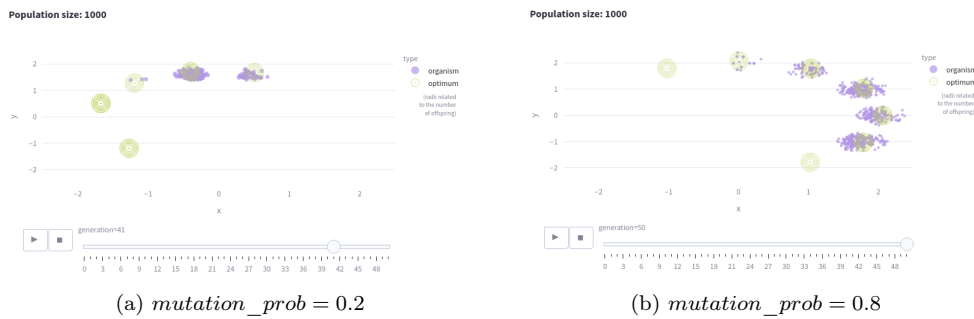 Population size: 1000
type
organism
optimum
(radii related
to the number
of offspring)
2
1
0
−1
−2
y
−2 −1 0 1 2
x
generation=41
0 3 6 9 12 15 18 21 24 27 30 33 36 39 42 45 48
(a) mutation_prob = 0.2
Population size: 1000
type
organism
optimum
(radii related
to the number
of offspring)
2
1
0
−1
−2
y
−2 −1 0 1 2
x
generation=50
0 3 6 9 12 15 18 21 24 27 30 33 36 39 42 45 48
(b) mutation_prob = 0.8